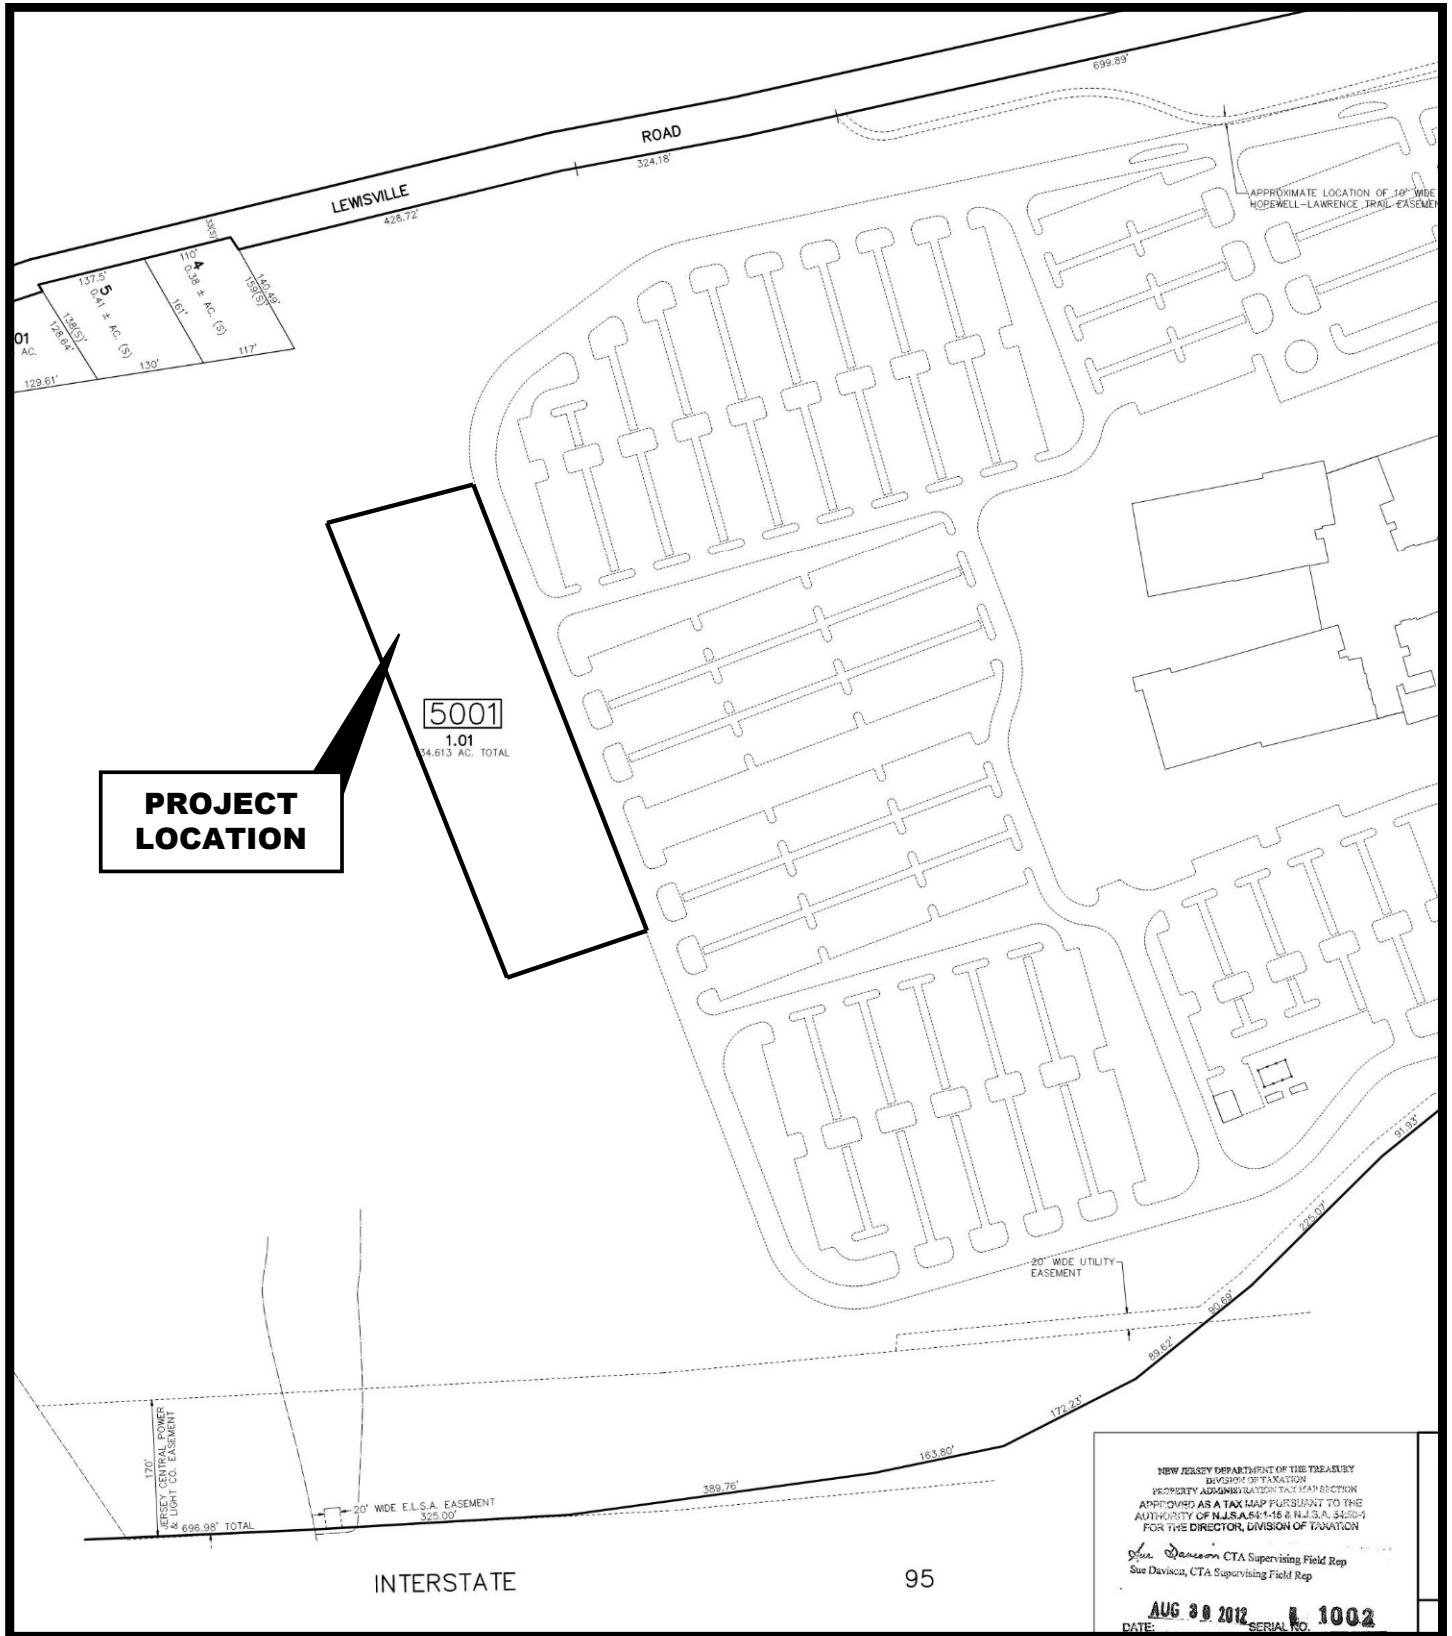 699.89'
ROAD
324.18'
LEWISVILLE
428.72'
APPROXIMATE LOCATION OF 10' WIDE
HOPEWELL-LAWRENCE TRAIL EASEMEN
33(S)
110'
4
0.38 ± AC. (S)
140.49'
159(S)'
137.5'
5
0.41 ± AC. (S)
161'
138(S)'
128.64'
01
AC.
117'
130'
129.61'
5001
1.01
34.613 AC. TOTAL
PROJECT
LOCATION
91.93'
225.07'
20' WIDE UTILITY
EASEMENT
90.69'
89.62'
172.23'
163.80'
389.76'
170'
JERSEY CENTRAL POWER
& LIGHT CO. EASEMENT
20' WIDE E.L.S.A. EASEMENT
325.00'
696.98' TOTAL
INTERSTATE
95
NEW JERSEY DEPARTMENT OF THE TREASURY
DIVISION OF TAXATION
PROPERTY ADMINISTRATION TAX MAP SECTION
APPROVED AS A TAX MAP PURSUANT TO THE
AUTHORITY OF N.J.S.A.54:1-15 & N.J.S.A. 54:50-1
FOR THE DIRECTOR, DIVISION OF TAXATION
Sue Davison CTA Supervising Field Rep
Sue Davison, CTA Supervising Field Rep
AUG 30 2012 1002
DATE: SERIAL NO.